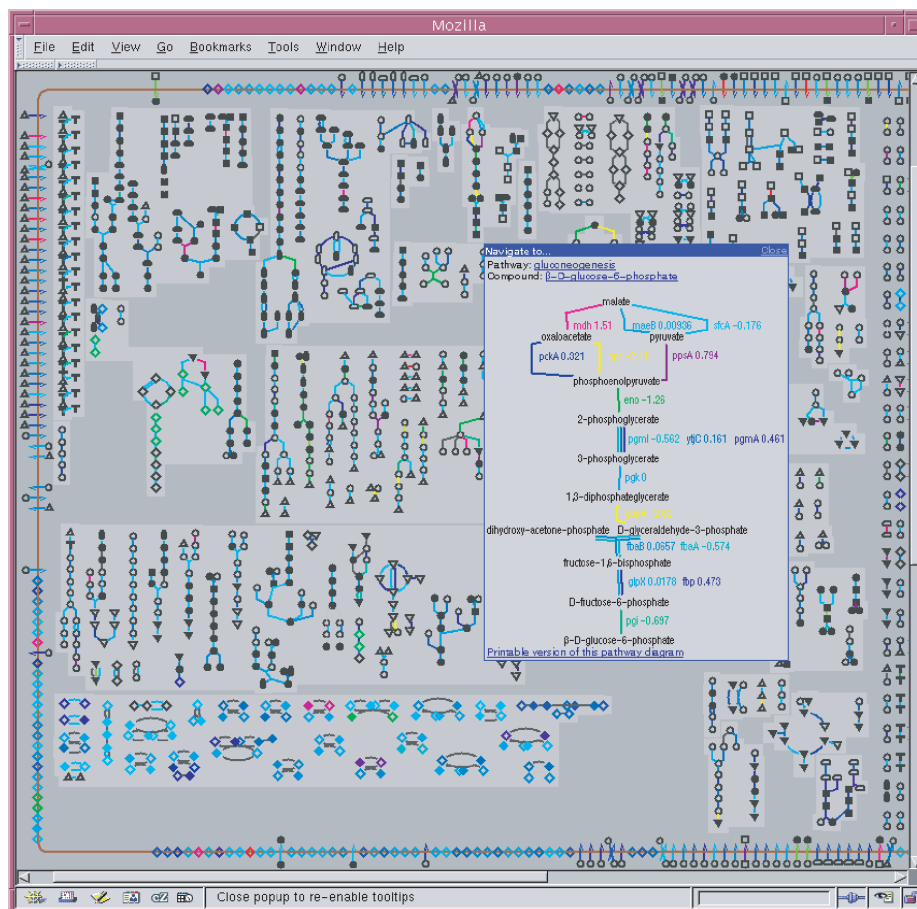 Mozilla
File Edit View Go Bookmarks Tools Window Help
Navigate to... Close
Pathway: gluconeogenesis
Compound: β-D-glucose-6-phosphate
malate
mdh 1.51 maeB 0.00936 sfcA -0.176
oxaloacetate pyruvate
pckA 0.321 ppsA 0.794
phosphoenolpyruvate
eno -1.26
2-phosphoglycerate
pgmI -0.562 ytjC 0.161 pgmA 0.461
3-phosphoglycerate
pgk 0
1,3-diphosphateglycerate
dihydroxy-acetone-phosphate D-glyceraldehyde-3-phosphate
fbaB 0.0657 fbaA -0.574
fructose-1,6-bisphosphate
glpX 0.0178 fbp 0.473
D-fructose-6-phosphate
pgi -0.697
β-D-glucose-6-phosphate
Printable version of this pathway diagram
Close popup to re-enable tooltips